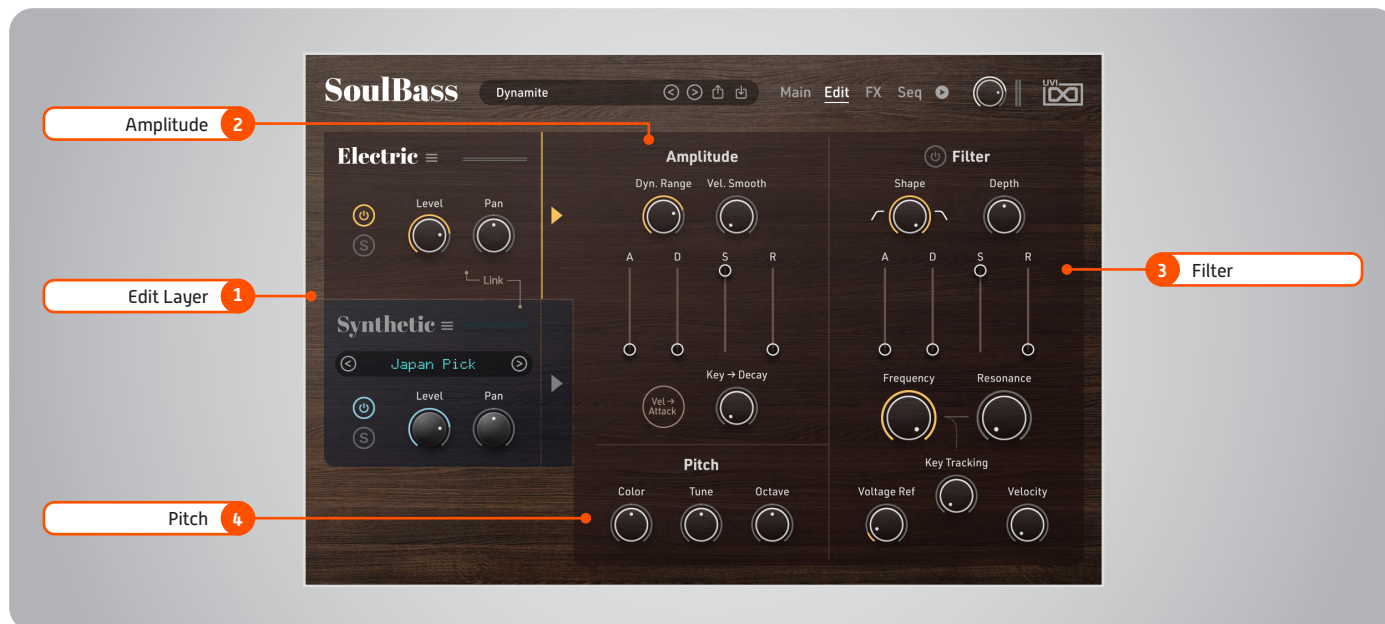 SoulBass
Dynamite
Main Edit FX Seq
UVI
Amplitude 2
Electric
Level Pan
S
Link
Edit Layer 1
Synthetic
Japan Pick
Level Pan
S
Amplitude
Dyn. Range Vel. Smooth
A D S R
Key → Decay
Vel →
Attack
Pitch
Color Tune Octave
Pitch 4
Filter
Shape Depth
A D S R
Frequency Resonance
Key Tracking
Voltage Ref Velocity
3 Filter